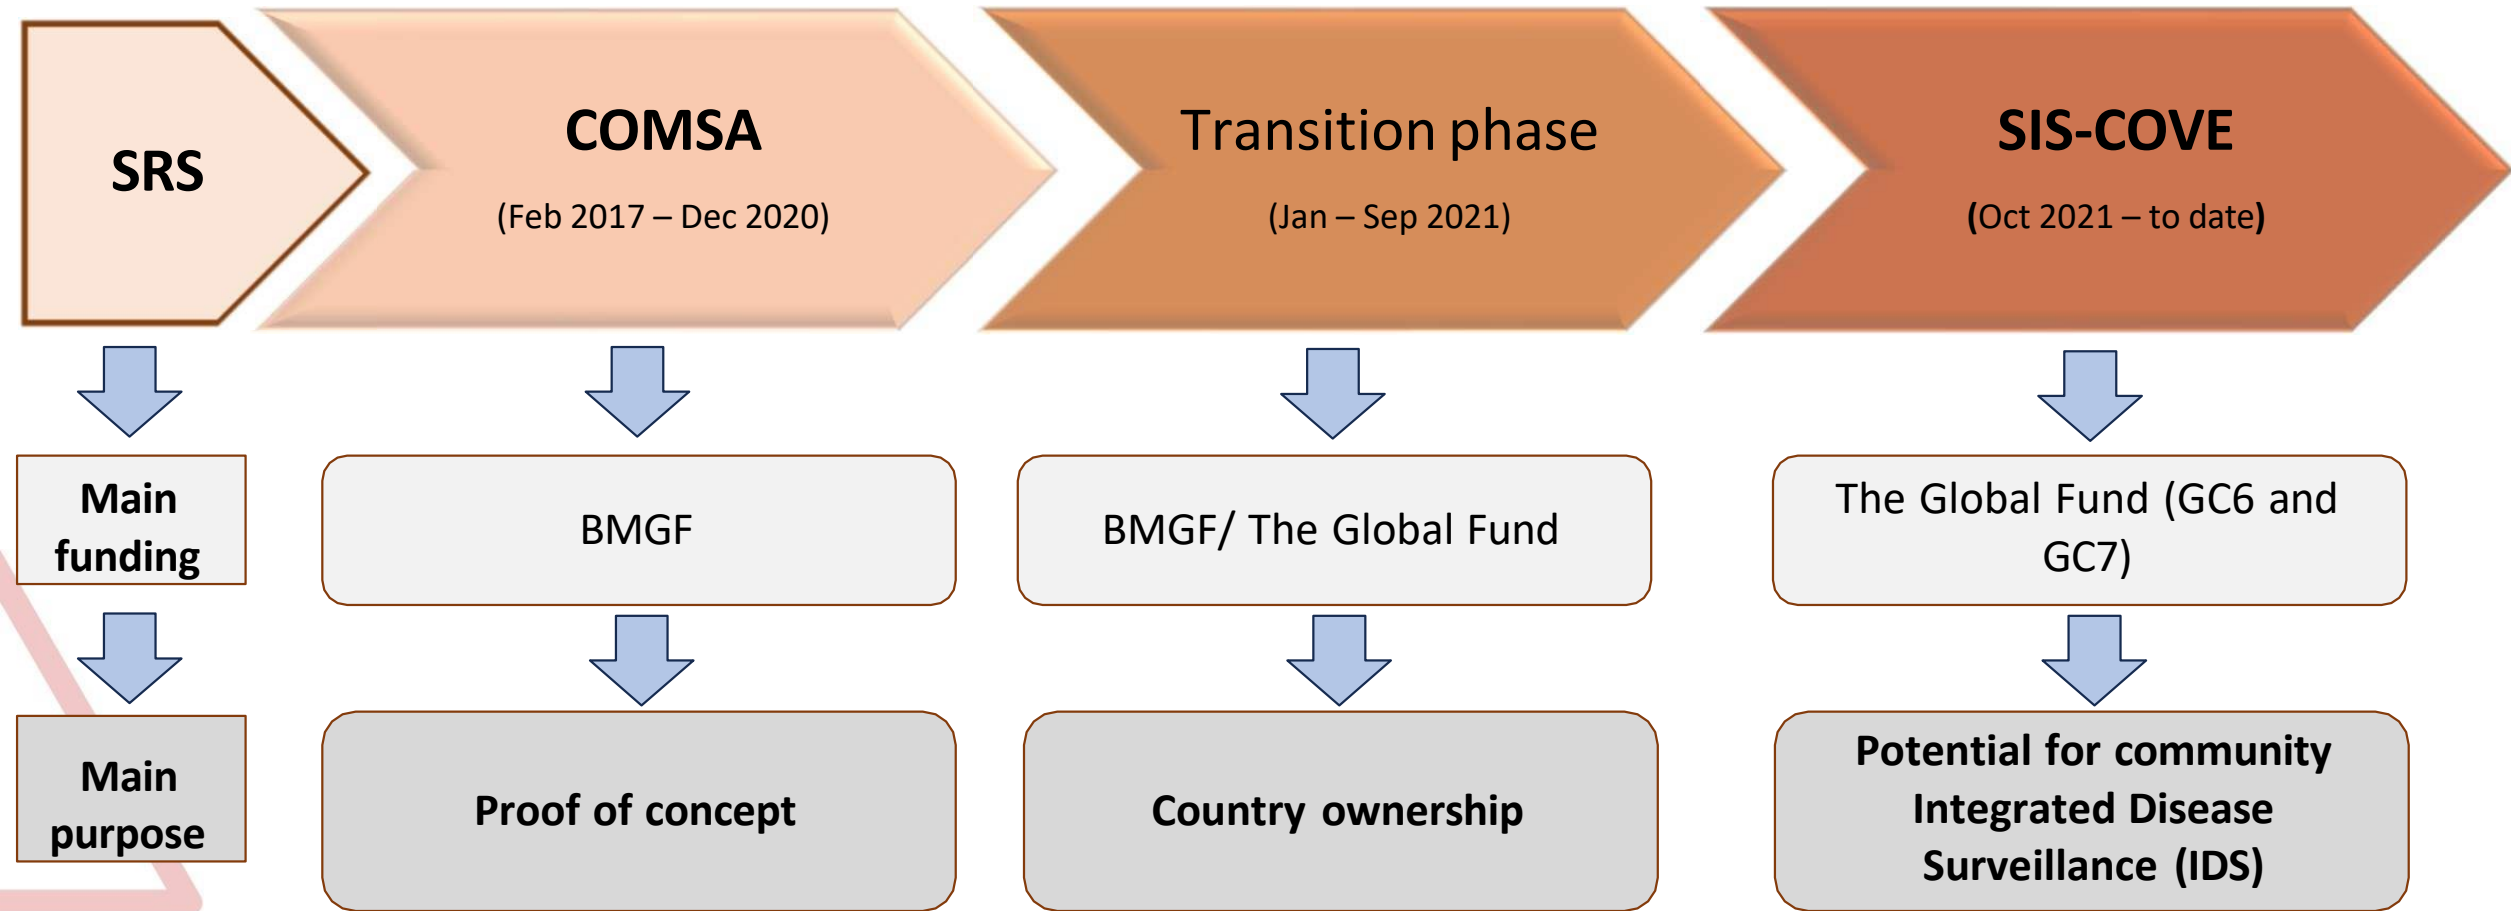 SRS
COMSA
(Feb 2017 – Dec 2020)
Transition phase
(Jan – Sep 2021)
SIS-COVE
(Oct 2021 – to date)
Main
funding
BMGF
BMGF/ The Global Fund
The Global Fund (GC6 and
GC7)
Main
purpose
Proof of concept
Country ownership
Potential for community
Integrated Disease
Surveillance (IDS)